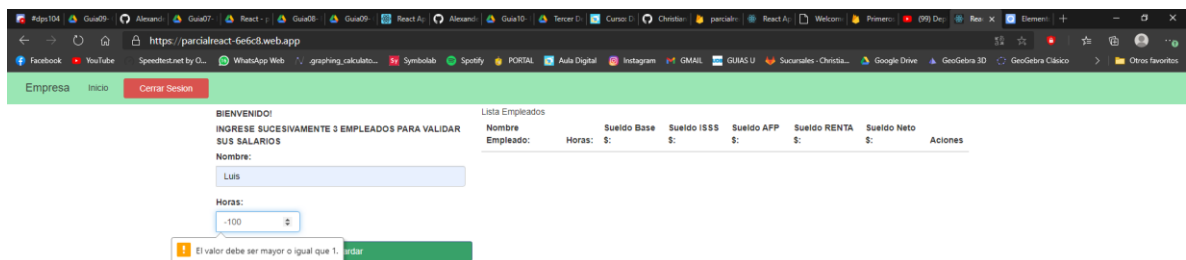 #dps104 Guia09- Alexand Guia07- React - p Guia08- Guia09- React Ap Alexand Guia10- Tercer De Cursos D Christian parcialre React Ap Welcom Primeros (99) Dep Rea Element
https://parcialreact-6e6c8.web.app
Facebook YouTube Speedtest.net by O... WhatsApp Web .graphing_calculato... Symbolab Spotify PORTAL Aula Digital Instagram GMAIL GUIAS U Sucursales - Christia... Google Drive GeoGebra 3D GeoGebra Clásico Otros favoritos
Empresa Inicio Cerrar Sesion
BIENVENIDO!
INGRESE SUCESIVAMENTE 3 EMPLEADOS PARA VALIDAR
SUS SALARIOS
Nombre:
Luis
Horas:
-100
El valor debe ser mayor o igual que 1.
ardar
Lista Empleados
Nombre Sueldo Base Sueldo ISSS Sueldo AFP Sueldo RENTA Sueldo Neto
Empleado: Horas: $: $: $: $: $: Acciones